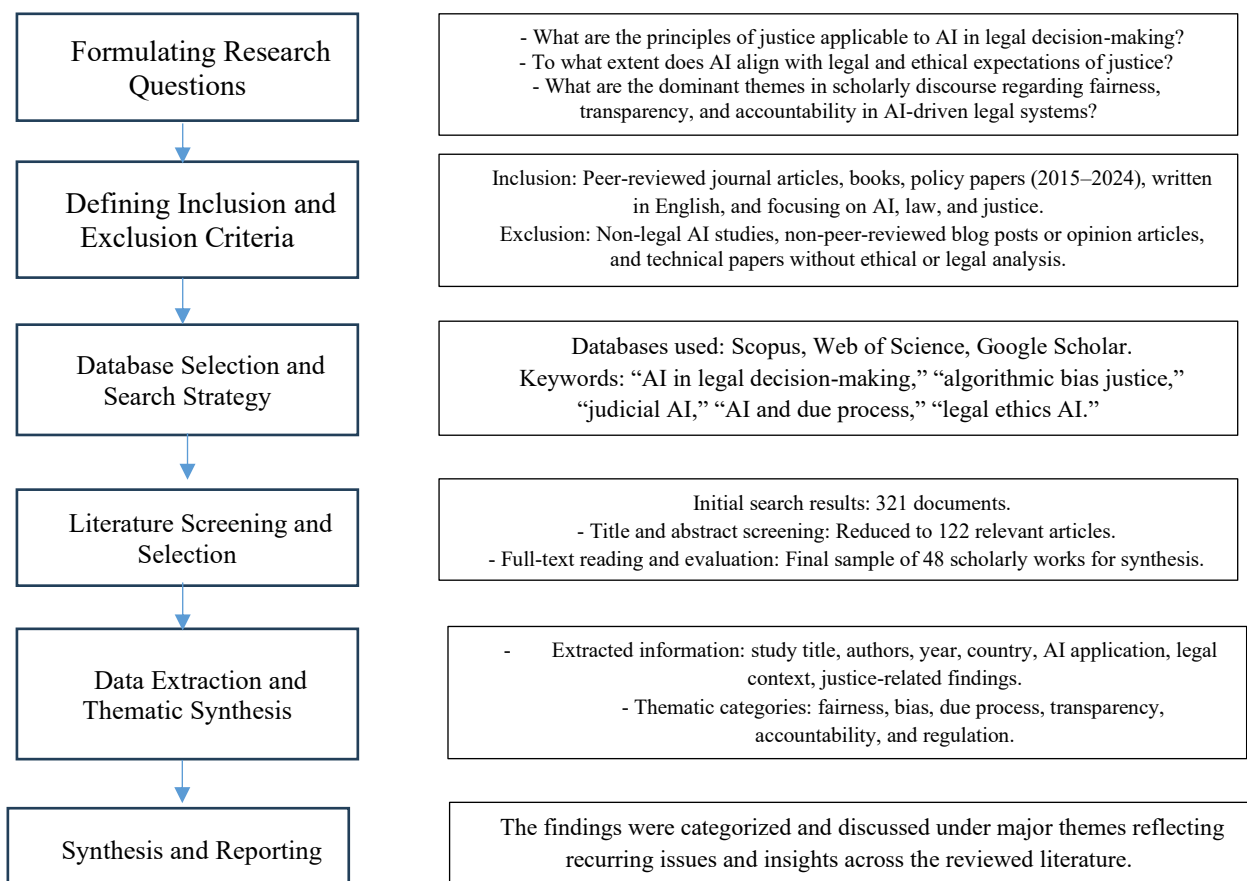 Formulating Research
Questions
- What are the principles of justice applicable to AI in legal decision-making?
- To what extent does AI align with legal and ethical expectations of justice?
- What are the dominant themes in scholarly discourse regarding fairness,
transparency, and accountability in AI-driven legal systems?
Defining Inclusion and
Exclusion Criteria
Inclusion: Peer-reviewed journal articles, books, policy papers (2015–2024), written
in English, and focusing on AI, law, and justice.
Exclusion: Non-legal AI studies, non-peer-reviewed blog posts or opinion articles,
and technical papers without ethical or legal analysis.
Database Selection and
Search Strategy
Databases used: Scopus, Web of Science, Google Scholar.
Keywords: “AI in legal decision-making,” “algorithmic bias justice,”
“judicial AI,” “AI and due process,” “legal ethics AI.”
Literature Screening and
Selection
Initial search results: 321 documents.
- Title and abstract screening: Reduced to 122 relevant articles.
- Full-text reading and evaluation: Final sample of 48 scholarly works for synthesis.
Data Extraction and
Thematic Synthesis
- Extracted information: study title, authors, year, country, AI application, legal
context, justice-related findings.
- Thematic categories: fairness, bias, due process, transparency,
accountability, and regulation.
Synthesis and Reporting
The findings were categorized and discussed under major themes reflecting
recurring issues and insights across the reviewed literature.